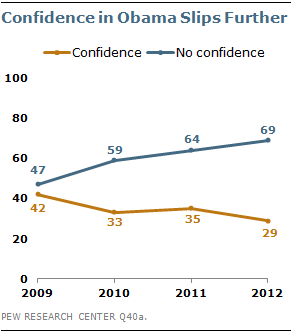 Confidence in Obama Slips Further
Confidence No confidence
100
80
60
40
20
0
47 59 64 69
42 33 35 29
2009 2010 2011 2012
PEW RESEARCH CENTER Q40a.